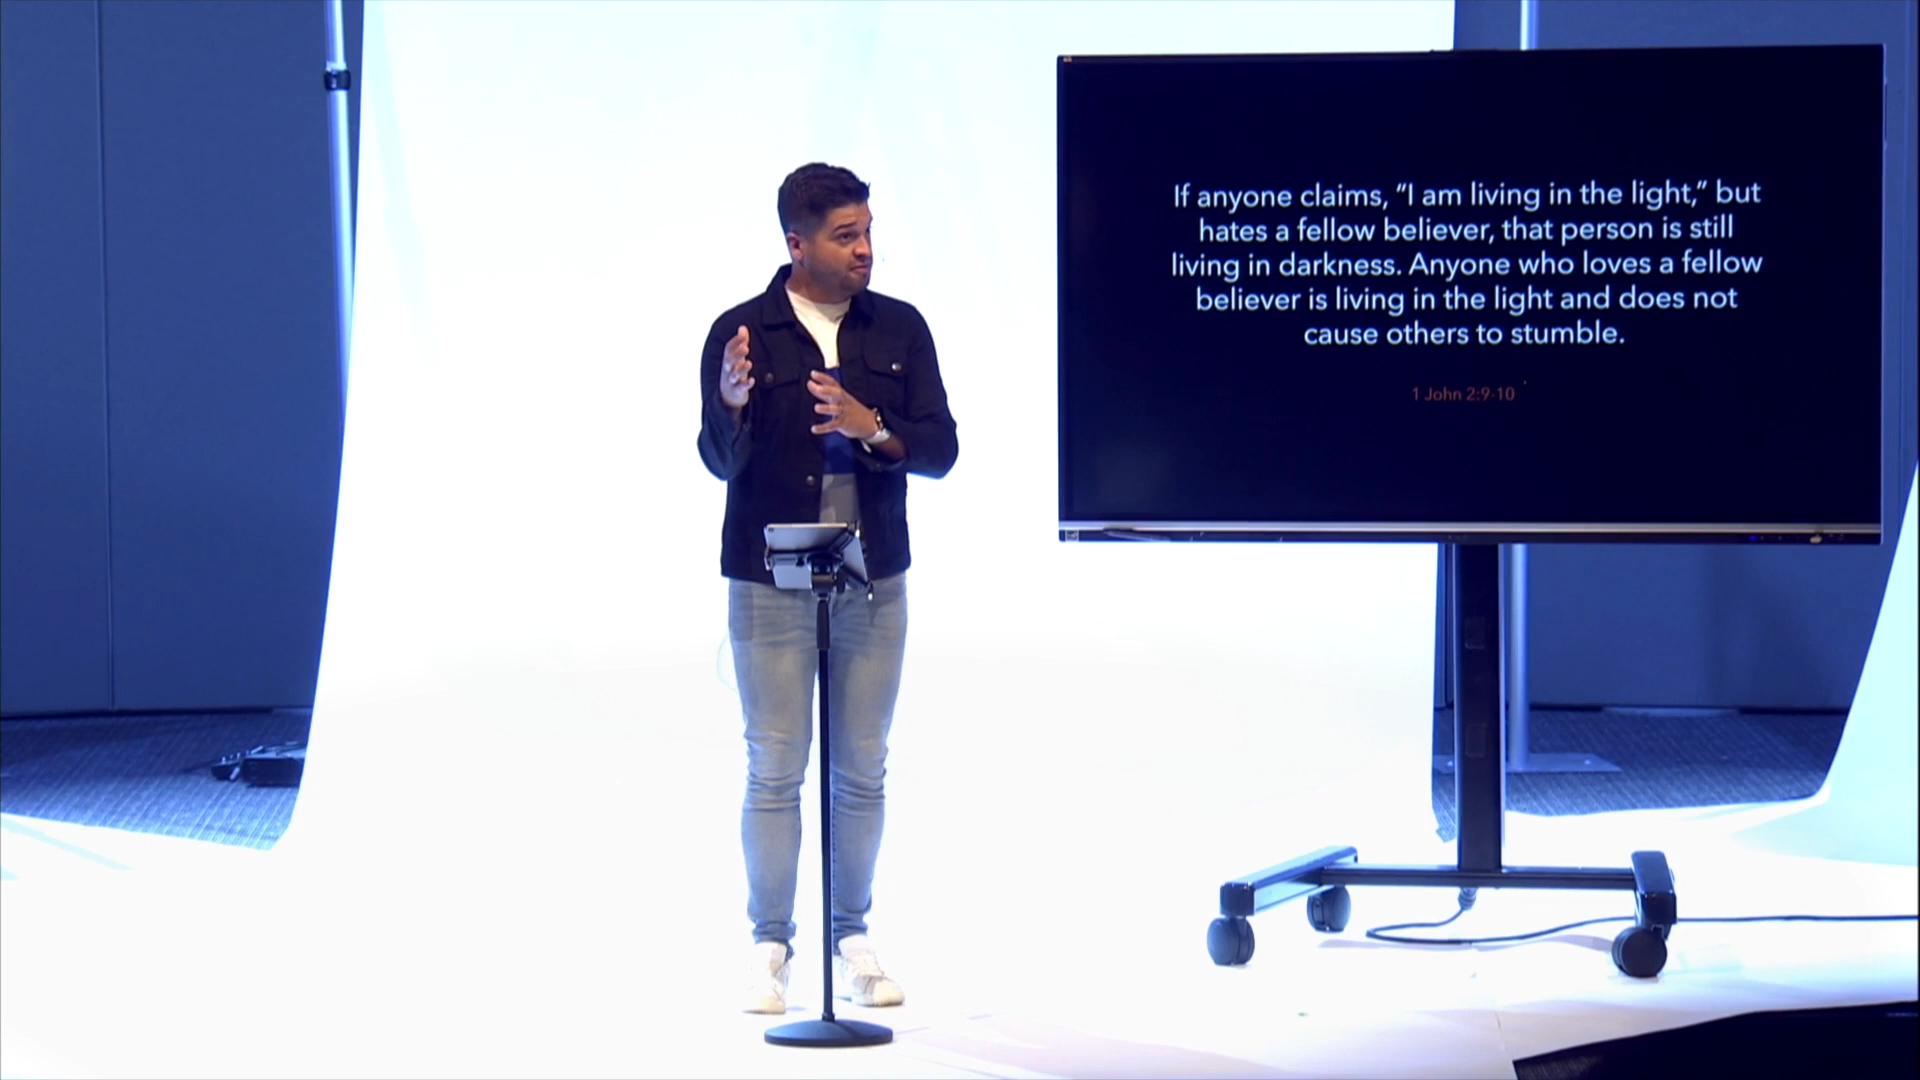 If anyone claims, “I am living in the light,” but
hates a fellow believer, that person is still
living in darkness. Anyone who loves a fellow
believer is living in the light and does not
cause others to stumble.
1 John 2:9-10